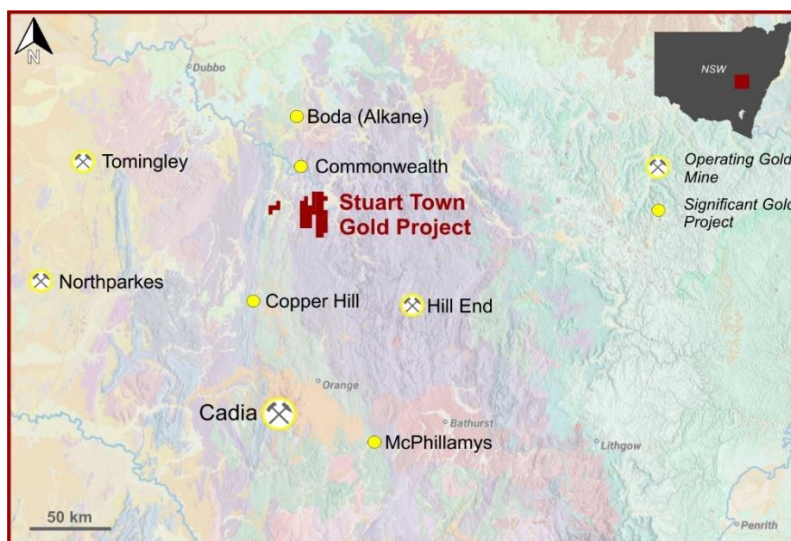 N
Dubbo
NSW
Boda (Alkane)
Tomingley
Commonwealth
Operating Gold
Mine
Stuart Town
Gold Project
Significant Gold
Project
Northparkes
Copper Hill
Hill End
Orange
Cadia
Bathurst
McPhillamys
Lithgow
50 km
Penrith